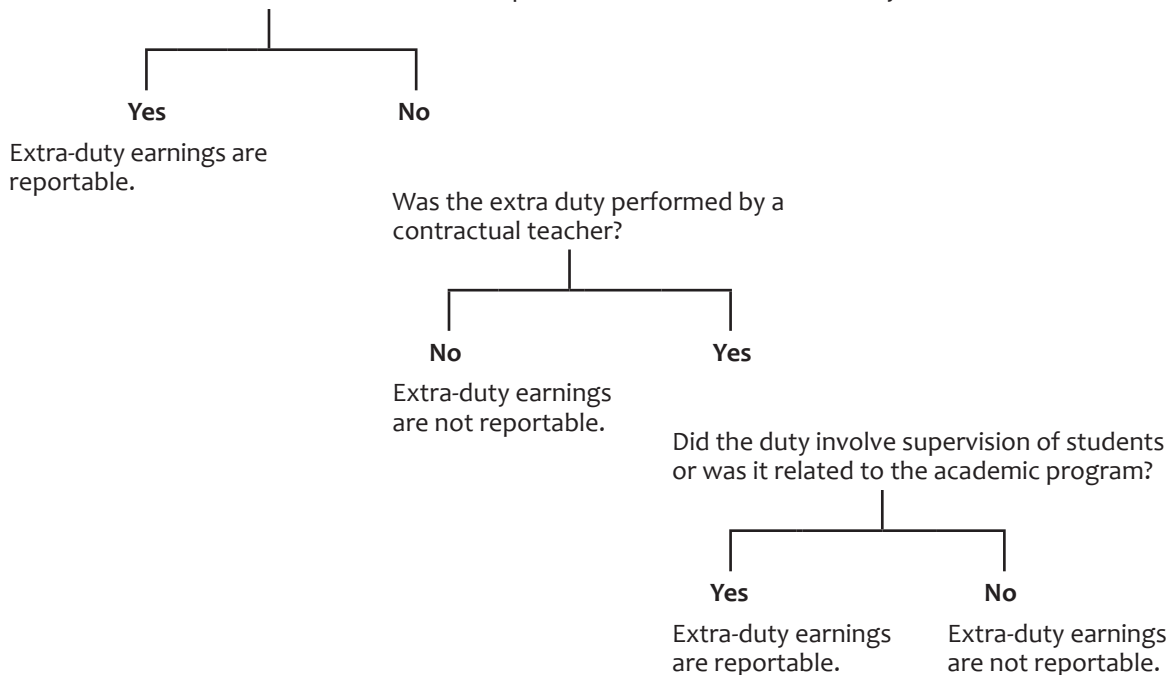 Yes
No
Extra-duty earnings are
reportable.
Was the extra duty performed by a
contractual teacher?
No
Yes
Extra-duty earnings
are not reportable.
Did the duty involve supervision of students
or was it related to the academic program?
Yes
No
Extra-duty earnings
are reportable.
Extra-duty earnings
are not reportable.